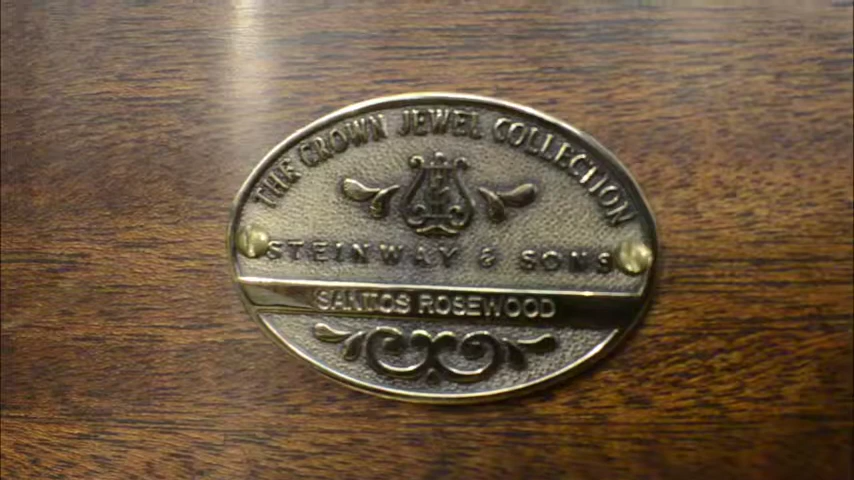 THE CROWN JEWEL COLLECTION
STEINWAY & SONS
SANTOS ROSEWOOD